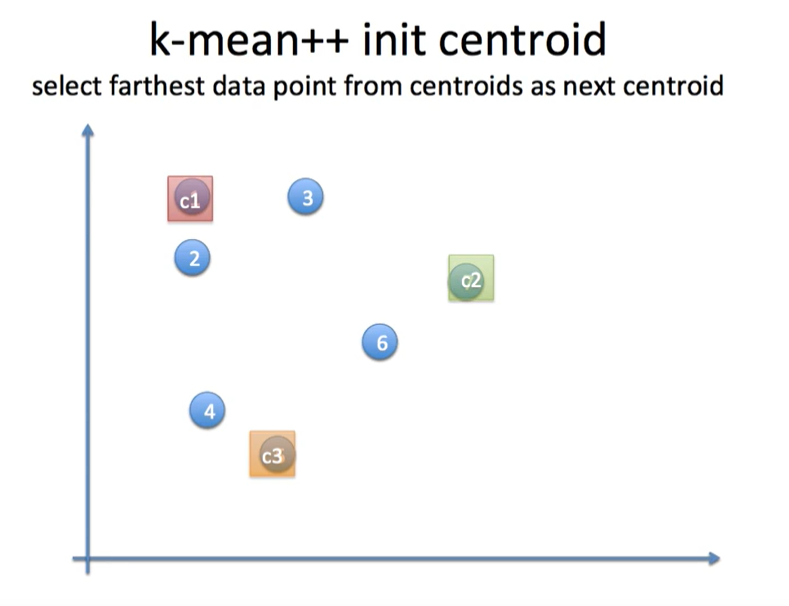 k-mean++ init centroid
select farthest data point from centroids as next centroid
c1
3
2
c2
6
4
c3